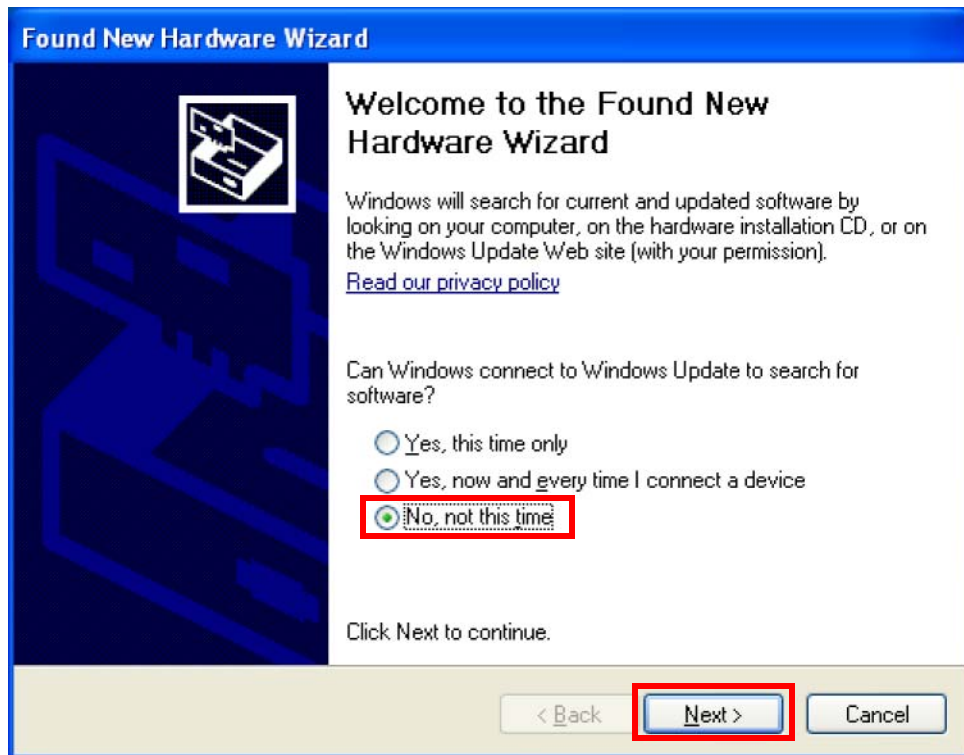 Found New Hardware Wizard
Welcome to the Found New
Hardware Wizard
Windows will search for current and updated software by
looking on your computer, on the hardware installation CD, or on
the Windows Update Web site (with your permission).
Read our privacy policy
Can Windows connect to Windows Update to search for
software?
Yes, this time only
Yes, now and every time I connect a device
No, not this time
Click Next to continue.
< Back
Next >
Cancel